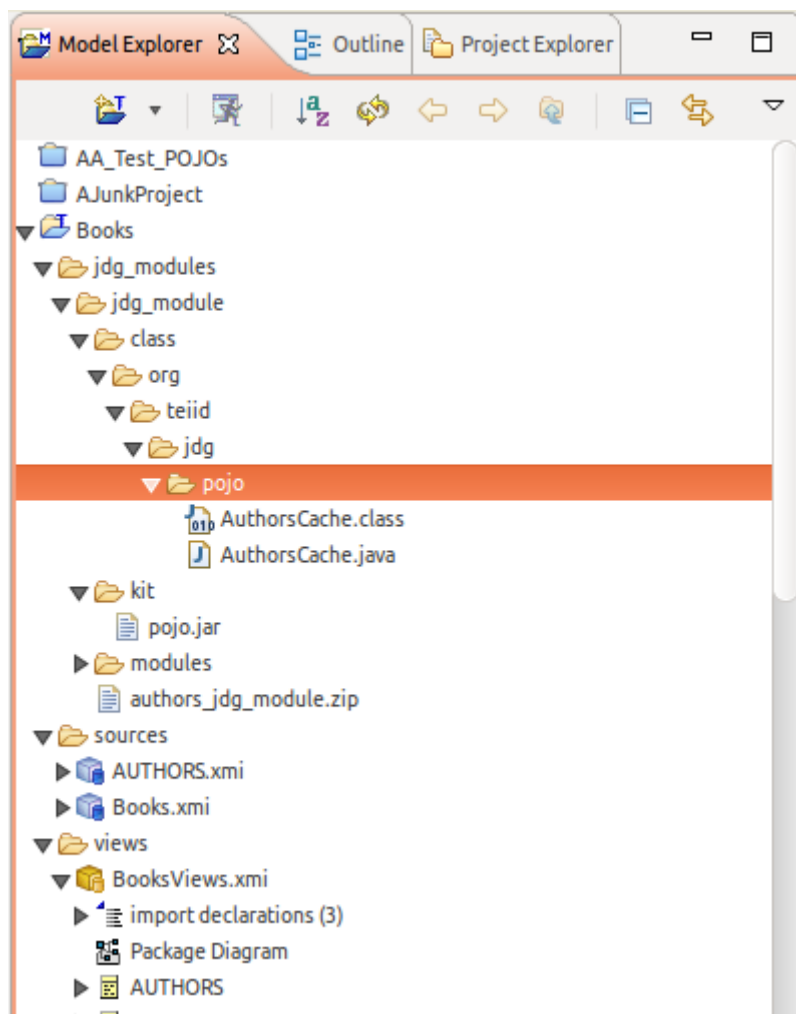 Model Explorer Outline Project Explorer
AA_Test_POJOs
AJunkProject
Books
jdg_modules
jdg_module
class
org
teiid
jdg
pojo
AuthorsCache.class
AuthorsCache.java
kit
pojo.jar
modules
authors_jdg_module.zip
sources
AUTHORS.xmi
Books.xmi
views
BooksViews.xmi
import declarations (3)
Package Diagram
AUTHORS